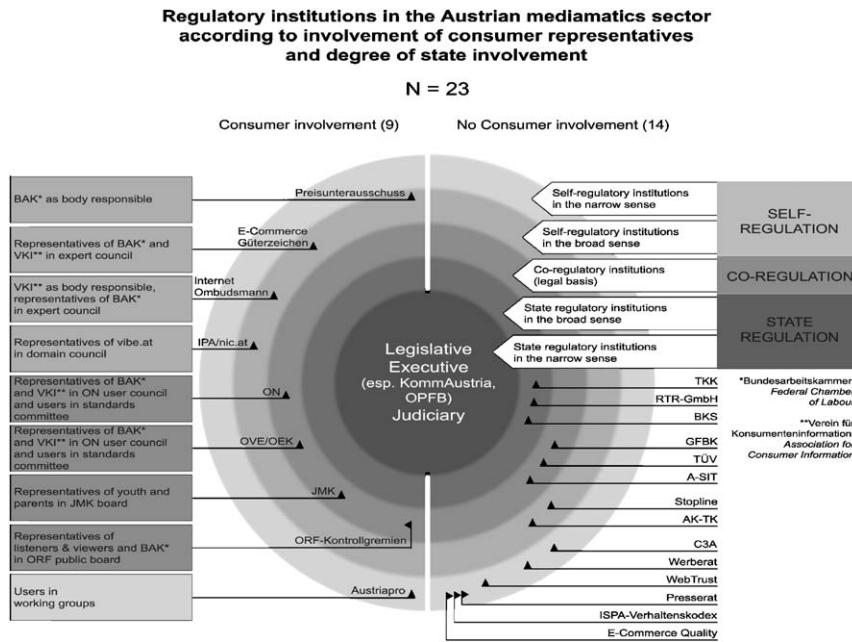 Regulatory institutions in the Austrian mediamatics sector
according to involvement of consumer representatives
and degree of state involvement
N = 23
Consumer involvement (9)
No Consumer involvement (14)
BAK* as body responsible
Preisunterausschuss
Representatives of BAK* and
VKI** in expert council
E-Commerce
Güterzeichen
VKI** as body responsible,
representatives of BAK*
in expert council
Internet
Ombudsmann
Representatives of vibe.at
in domain council
IPA/nic.at
Representatives of BAK*
and VKI** in ON user council
and users in standards
committee
ON
Representatives of BAK*
and VKI** in ON user council
and users in standards
committee
OVE/OEK
Representatives of youth and
parents in JMK board
JMK
Representatives of
listeners & viewers and BAK*
in ORF public board
ORF-Kontrollgremien
Users in
working groups
Austriapro
Legislative
Executive
(esp. KommAustria,
OPFB)
Judiciary
Self-regulatory institutions
in the narrow sense
Self-regulatory institutions
in the broad sense
Co-regulatory institutions
(legal basis)
State regulatory institutions
in the broad sense
State regulatory institutions
in the narrow sense
SELF-
REGULATION
CO-REGULATION
STATE
REGULATION
TKK
RTR-GmbH
BKS
GFBK
TÜV
A-SIT
Stopline
AK-TK
C3A
Werberat
WebTrust
Presserat
ISPA-Verhaltenskodex
E-Commerce Quality
*Bundesarbeitskammer
Federal Chamber
of Labour
**Verein für
Konsumenteninformation
Association for
Consumer Information